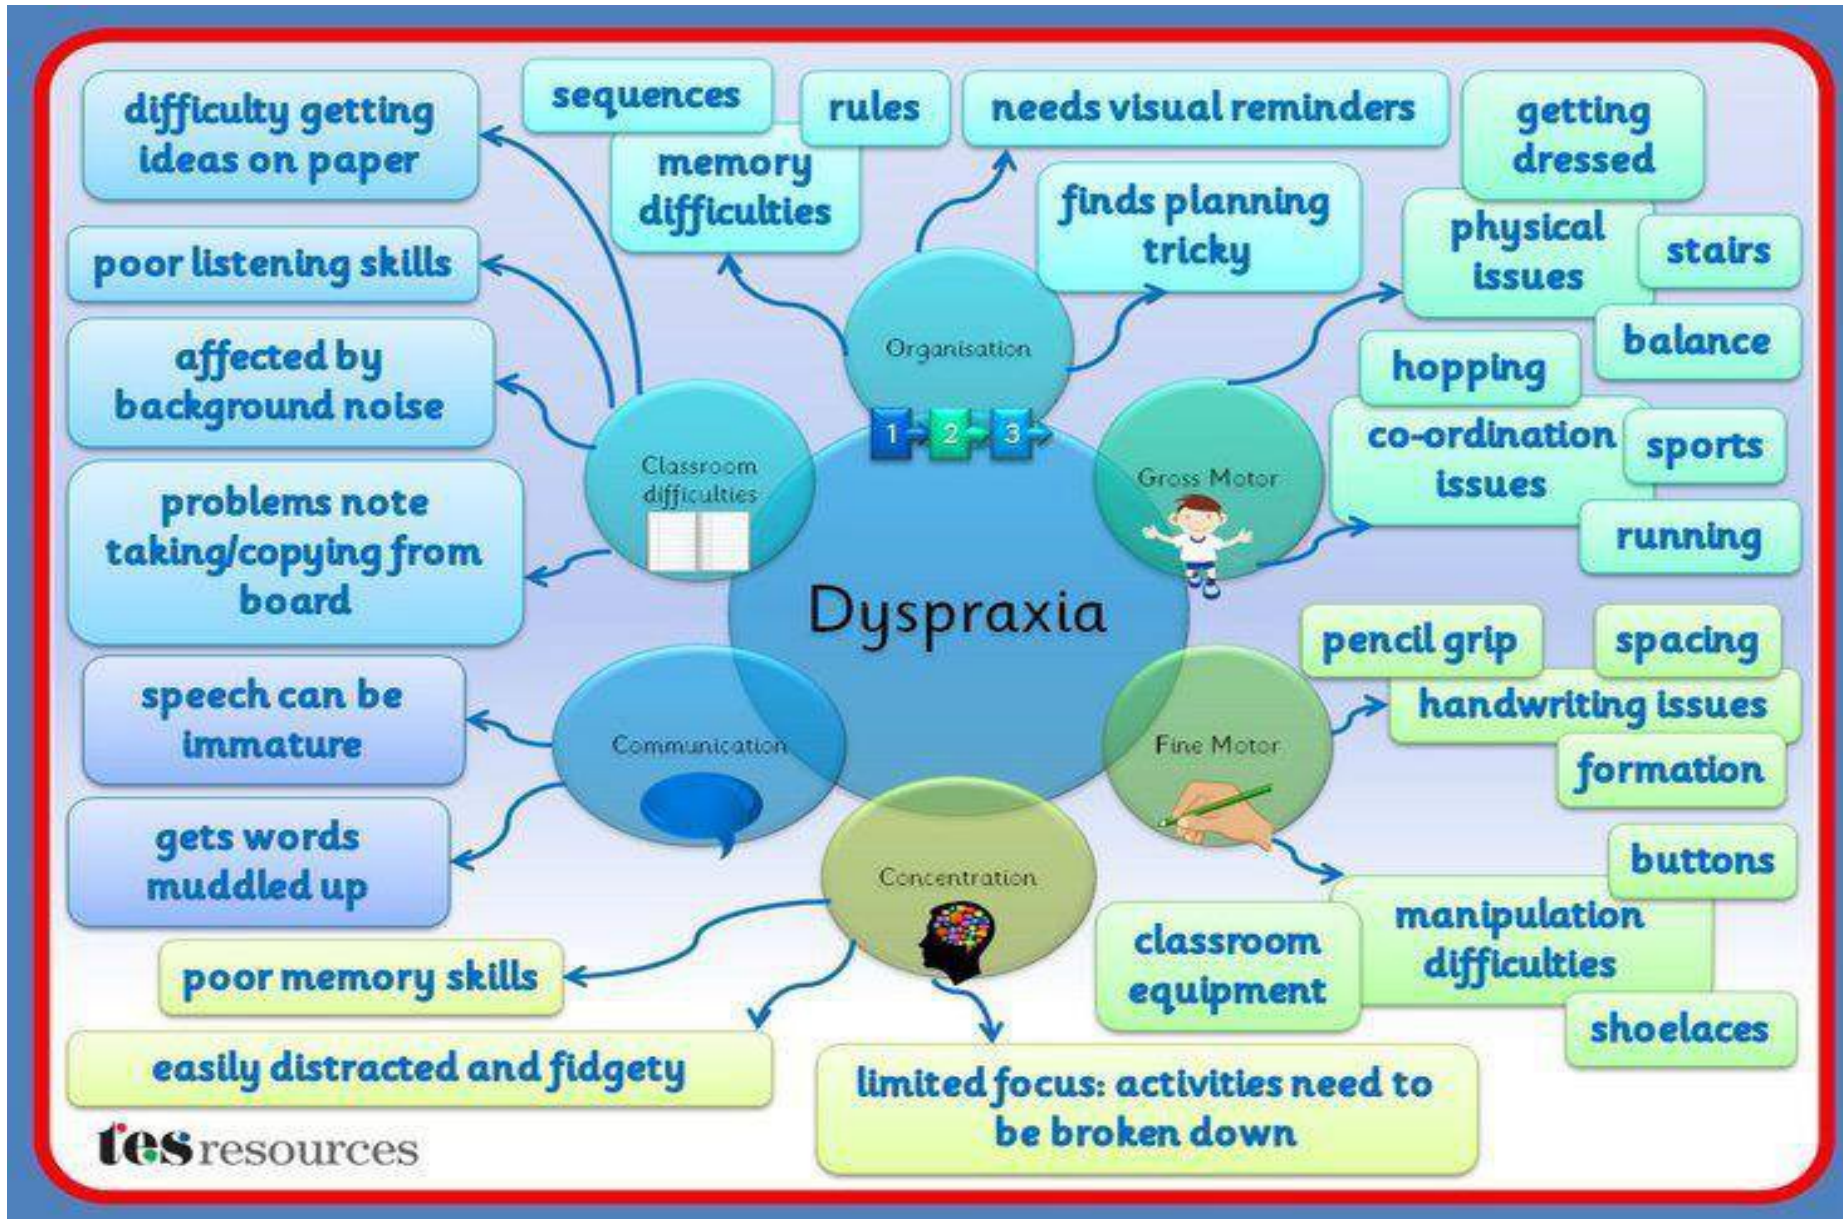 difficulty getting
ideas on paper
sequences
rules
memory
difficulties
needs visual reminders
finds planning
tricky
getting
dressed
physical
issues
stairs
balance
poor listening skills
affected by
background noise
problems note
taking/copying from
board
Organisation
1 2 3
Classroom
difficulties
Gross Motor
hopping
co-ordination
issues
sports
running
Dyspraxia
speech can be
immature
gets words
muddled up
Communication
Fine Motor
pencil grip
spacing
handwriting issues
formation
buttons
manipulation
difficulties
classroom
equipment
shoelaces
Concentration
poor memory skills
easily distracted and fidgety
limited focus: activities need to
be broken down
tes resources